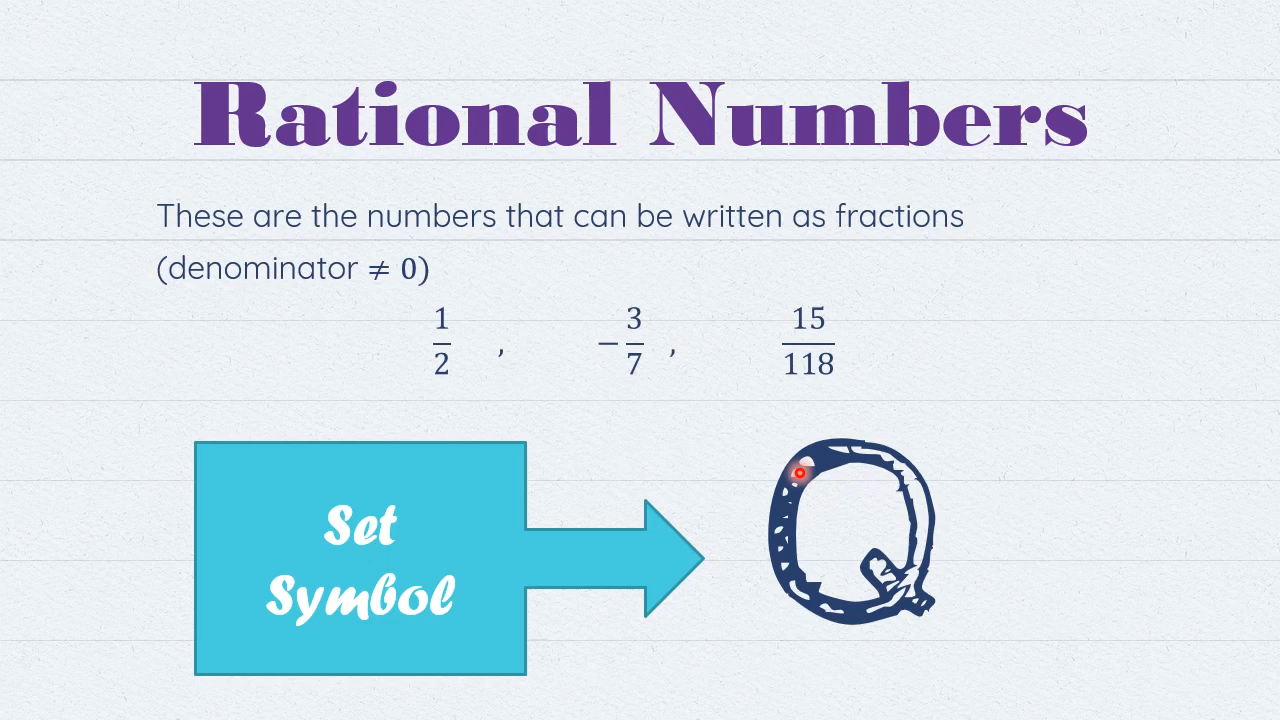 Rational Numbers
These are the numbers that can be written as fractions
(denominator ≠ 0)
1/2 , −3/7 , 15/118
Set
Symbol
Q